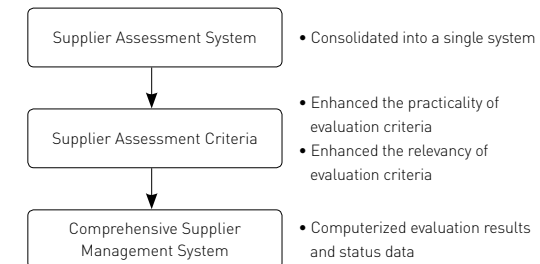 Supplier Assessment System
• Consolidated into a single system
Supplier Assessment Criteria
• Enhanced the practicality of
evaluation criteria
• Enhanced the relevancy of
evaluation criteria
Comprehensive Supplier
Management System
• Computerized evaluation results
and status data